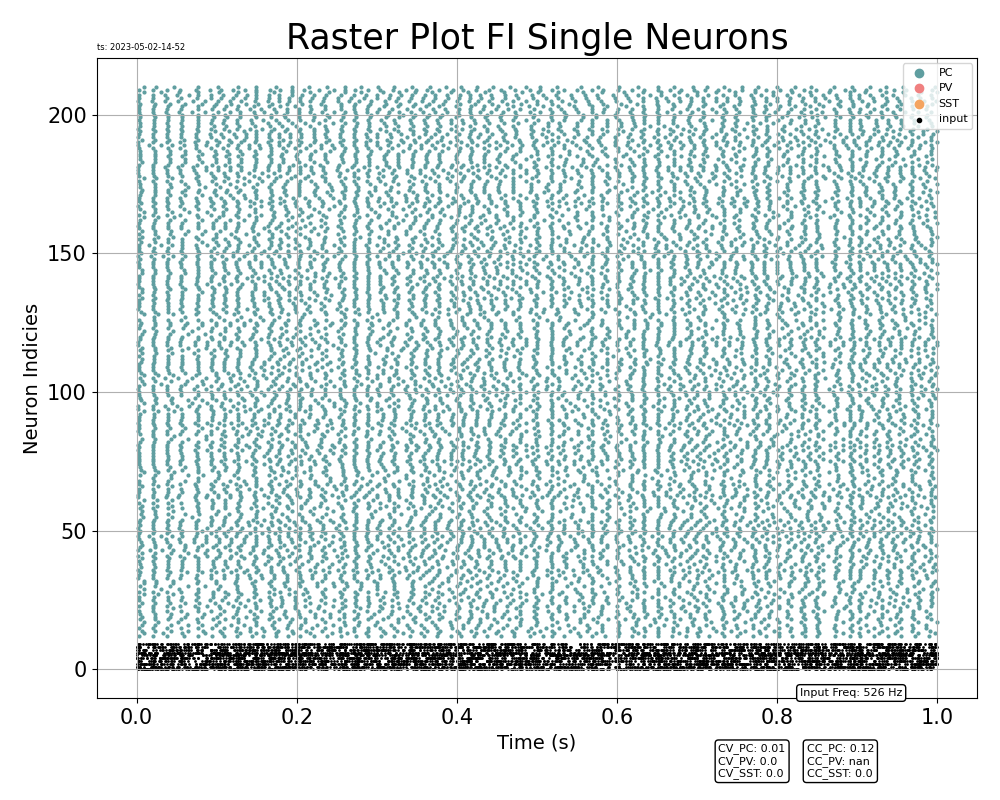 Raster Plot FI Single Neurons
ts: 2023-05-02-14-52
PC
PV
SST
input
200
150
100
50
0
Neuron Indicies
0.0 0.2 0.4 0.6 0.8 1.0
Time (s)
Input Freq: 526 Hz
CV_PC: 0.01
CV_PV: 0.0
CV_SST: 0.0
CC_PC: 0.12
CC_PV: nan
CC_SST: 0.0